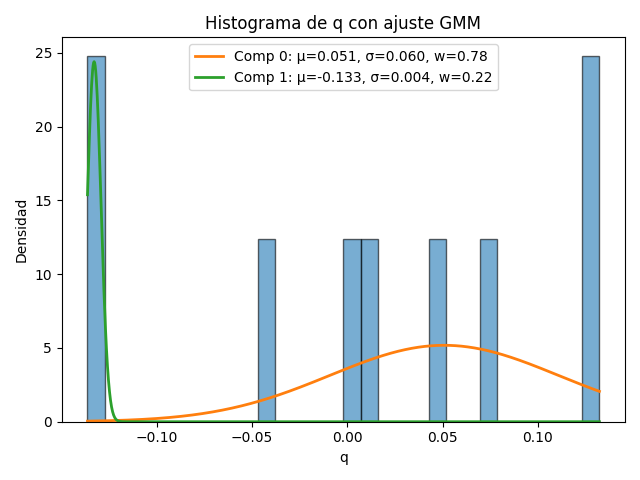 Histograma de q con ajuste GMM
Comp 0: μ=0.051, σ=0.060, w=0.78
Comp 1: μ=-0.133, σ=0.004, w=0.22
Densidad
25
20
15
10
5
0
−0.10
−0.05
0.00
0.05
0.10
q